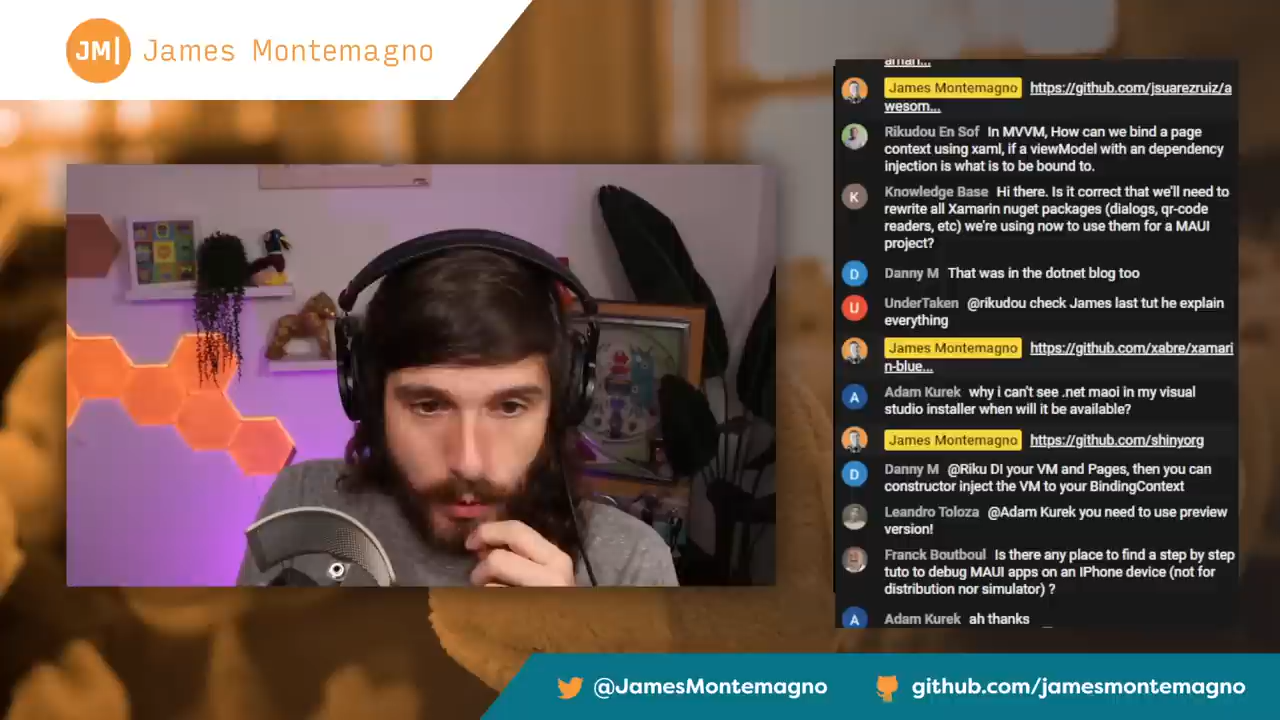 JM|
James Montemagno
aman...
James Montemagno https://github.com/jsuarezruiz/a
wesom...
Rikudou En Sof In MVVM, How can we bind a page
context using xaml, if a viewModel with an dependency
injection is what is to be bound to.
K
Knowledge Base Hi there. Is it correct that we'll need to
rewrite all Xamarin nuget packages (dialogs, qr-code
readers, etc) we're using now to use them for a MAUI
project?
D
Danny M That was in the dotnet blog too
U
UnderTaken @rikudou check James last tut he explain
everything
James Montemagno https://github.com/xabre/xamari
n-blue...
A
Adam Kurek why i can't see .net maoi in my visual
studio installer when will it be available?
James Montemagno https://github.com/shinyorg
D
Danny M @Riku DI your VM and Pages, then you can
constructor inject the VM to your BindingContext
Leandro Toloza @Adam Kurek you need to use preview
version!
Franck Boutboul Is there any place to find a step by step
tuto to debug MAUI apps on an IPhone device (not for
distribution nor simulator) ?
A
Adam Kurek ah thanks
@JamesMontemagno
github.com/jamesmontemagno